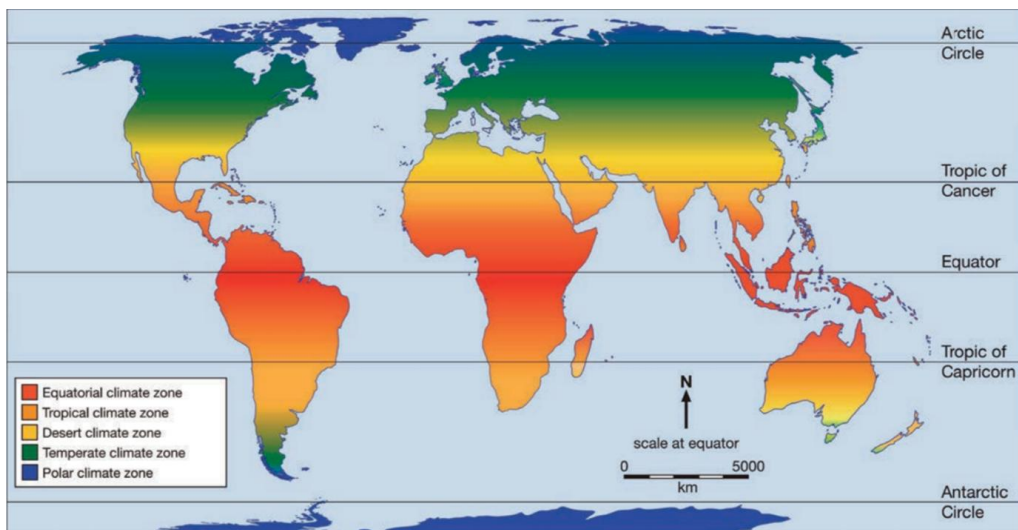 Arctic
Circle
Tropic of
Cancer
Equator
Tropic of
Capricorn
Equatorial climate zone
Tropical climate zone
Desert climate zone
Temperate climate zone
Polar climate zone
N
scale at equator
0 5000
km
Antarctic
Circle